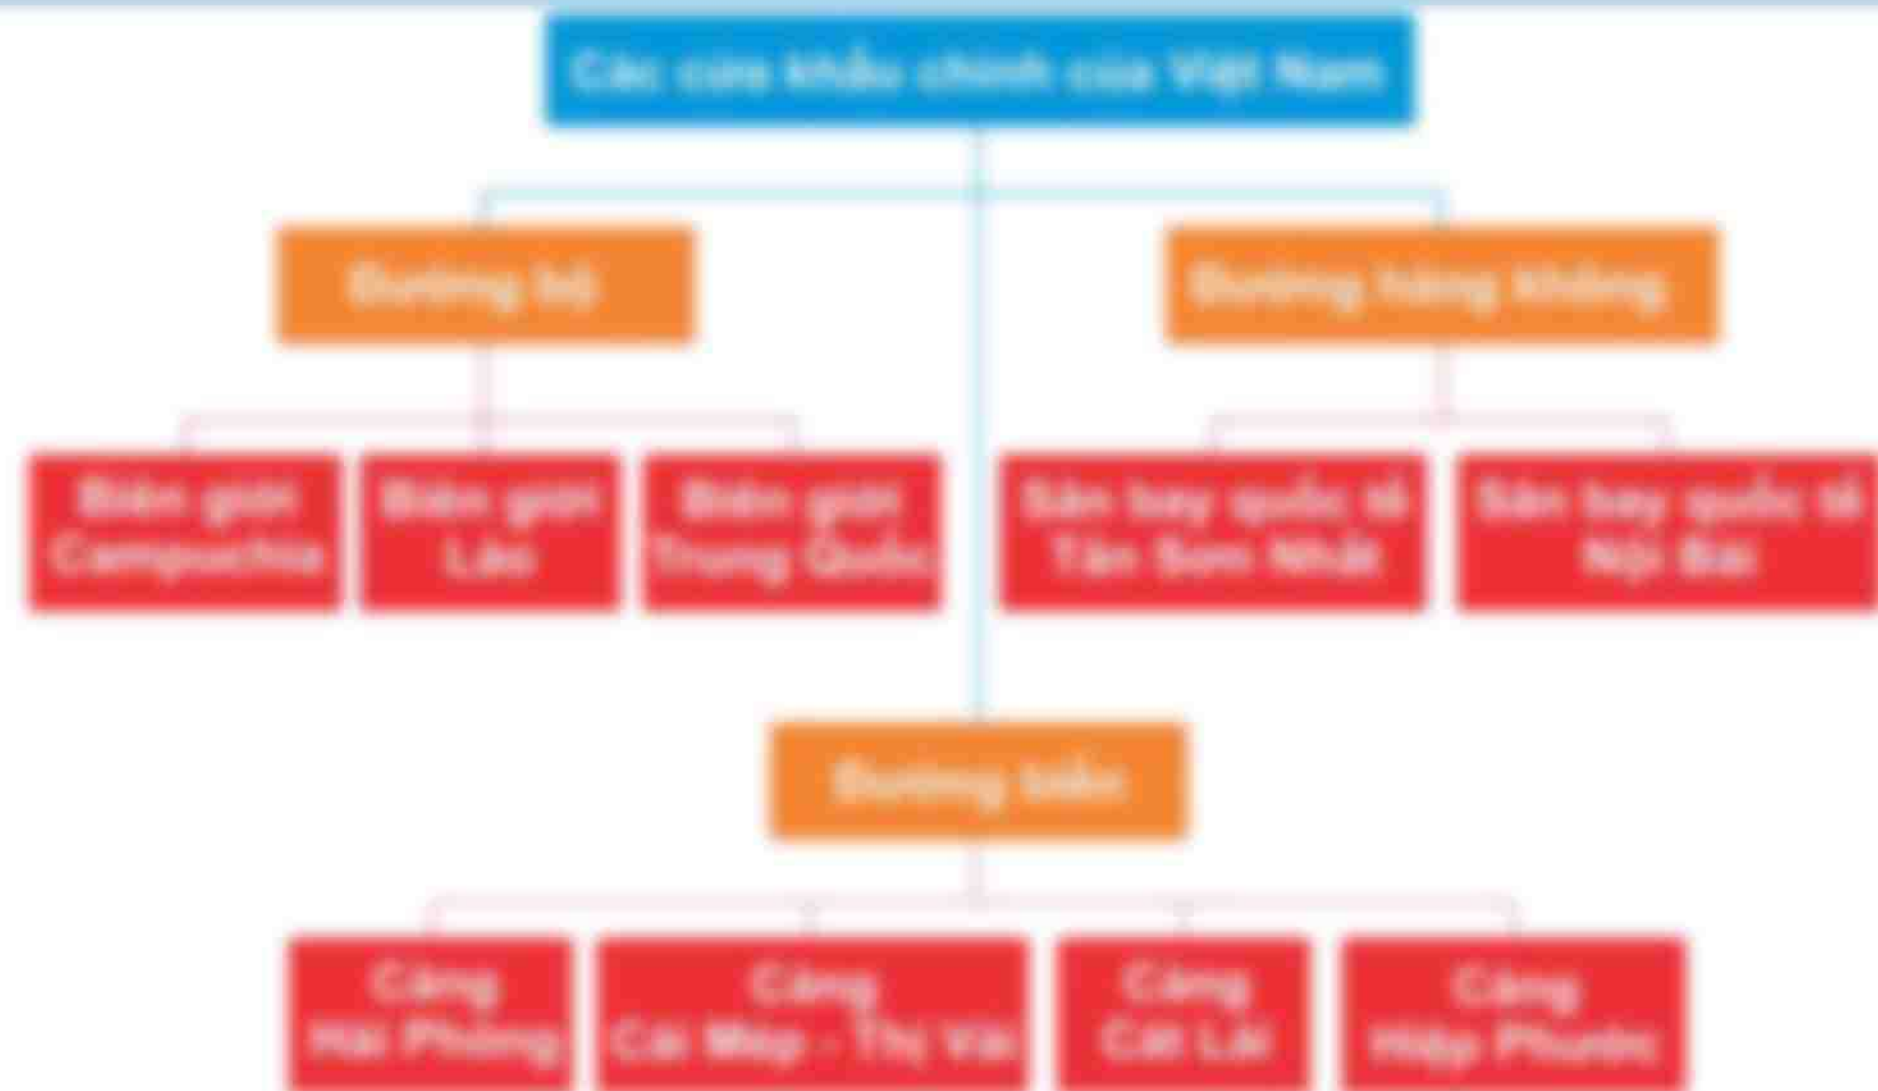 Các cửa khẩu chính của Việt Nam
Đường bộ
Đường hàng không
Biên giới
Campuchia
Biên giới
Lào
Biên giới
Trung Quốc
Sân bay quốc tế
Tân Sơn Nhất
Sân bay quốc tế
Nội Bài
Đường biển
Cảng
Hải Phòng
Cảng
Cái Mép - Thị Vải
Cảng
Cát Lái
Cảng
Hiệp Phước